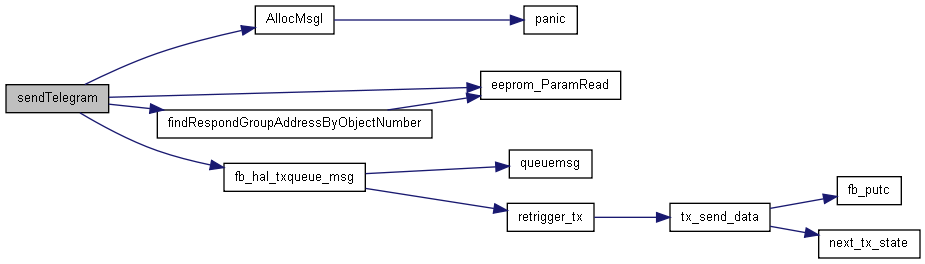 AllocMsgI
panic
sendTelegram
eeprom_ParamRead
findRespondGroupAddressByObjectNumber
fb_hal_txqueue_msg
queuemsg
retrigger_tx
tx_send_data
fb_putc
next_tx_state